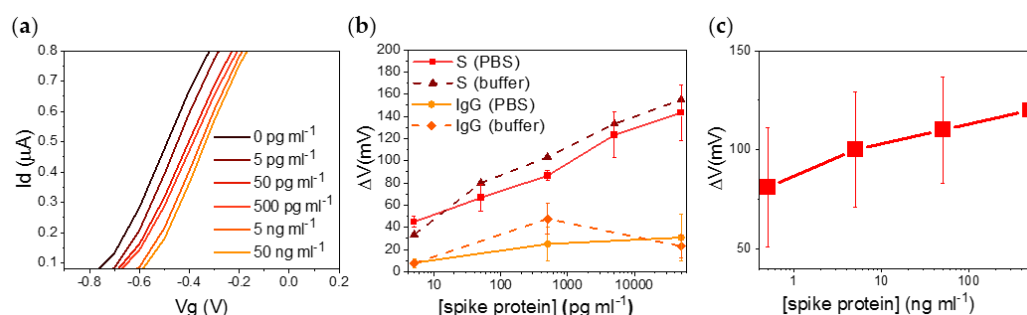 (a)
Id (μA)
0.8
0.7
0.6
0.5
0.4
0.3
0.2
0.1
0 pg ml⁻¹
5 pg ml⁻¹
50 pg ml⁻¹
500 pg ml⁻¹
5 ng ml⁻¹
50 ng ml⁻¹
-0.8 -0.6 -0.4 -0.2 0.0 0.2
Vg (V)
(b)
ΔV(mV)
200
180
160
140
120
100
80
60
40
20
0
S (PBS)
S (buffer)
IgG (PBS)
IgG (buffer)
10 100 1000 10000
[spike protein] (pg ml⁻¹)
(c)
ΔV(mV)
150
100
50
1 10 100
[spike protein] (ng ml⁻¹)